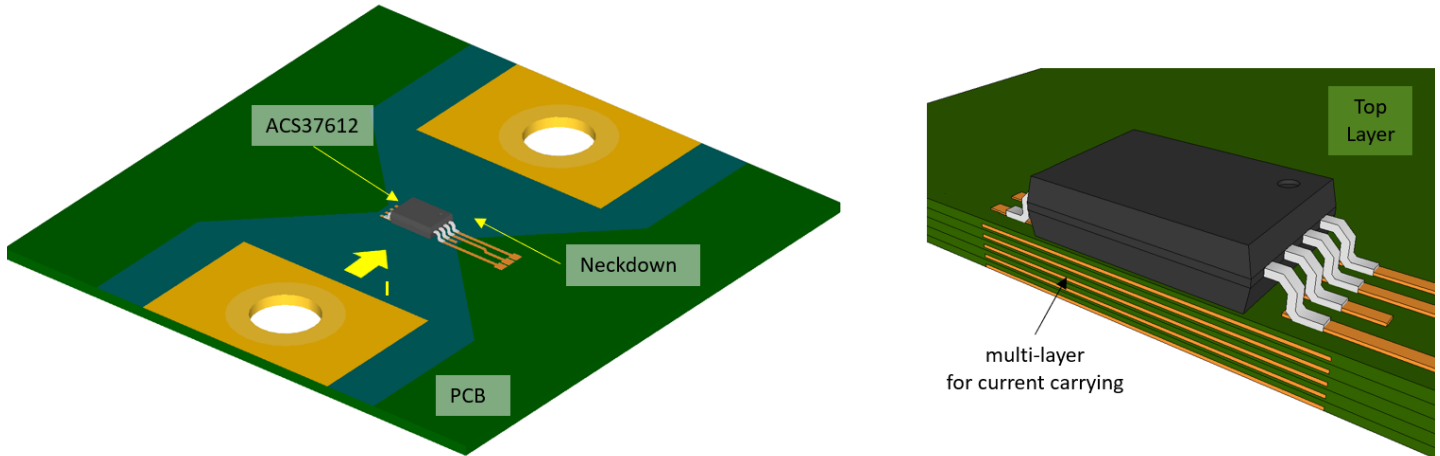 ACS37612
Neckdown
I
PCB
Top
Layer
multi-layer
for current carrying